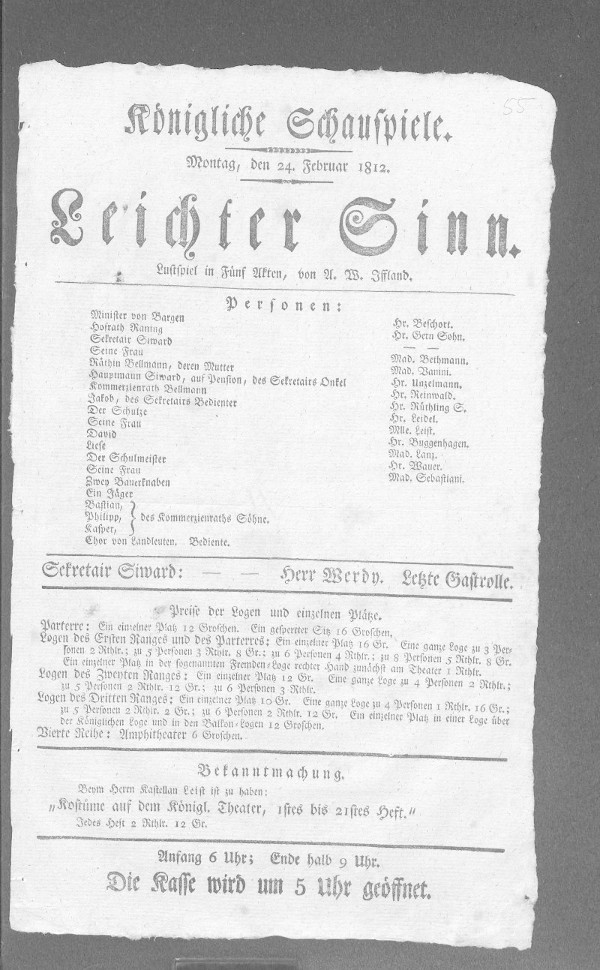 55
Königliche Schauspiele.
Montag, den 24. Februar 1812.
Leichter Sinn.
Lustspiel in Fünf Akten, von A. W. Iffland.
Personen:
Minister von Bargen Hr. Beschort.
Hofrath Raning Hr. Gern Sohn.
Sekretair Siward — —
Seine Frau Mad. Bethmann.
Räthin Bellmann, deren Mutter Mad. Vanini.
Hauptmann Siward, auf Pension, des Sekretairs Onkel Hr. Unzelmann.
Kommerzienrath Bellmann Hr. Reinwald.
Jakob, des Sekretairs Bedienter Hr. Rüthling S.
Der Schulze Hr. Leidel.
Seine Frau Mlle. Leist.
David Hr. Buggenhagen.
Liese Mad. Lanz.
Der Schulmeister Hr. Wauer.
Seine Frau Mad. Sebastiani.
Zwey Bauerknaben
Ein Jäger
Bastian,
Philipp, des Kommerzienraths Söhne.
Kasper,
Chor von Landleuten. Bediente.
Sekretair Siward: — — Herr Werdy. Letzte Gastrolle.
Preise der Logen und einzelnen Plätze.
Parterre: Ein einzelner Platz 12 Groschen. Ein gesperrter Sitz 16 Groschen.
Logen des Ersten Ranges und des Parterres: Ein einzelner Platz 16 Gr. Eine ganze Loge zu 3 Per-
sonen 2 Rthlr.; zu 5 Personen 3 Rthlr. 8 Gr.; zu 6 Personen 4 Rthlr.; zu 8 Personen 5 Rthlr. 8 Gr.
Ein einzelner Platz in der sogenannten Fremden-Loge rechter Hand zunächst am Theater 1 Rthlr.
Logen des Zweyten Ranges: Ein einzelner Platz 12 Gr. Eine ganze Loge zu 4 Personen 2 Rthlr.;
zu 5 Personen 2 Rthlr. 12 Gr.; zu 6 Personen 3 Rthlr.
Logen des Dritten Ranges: Ein einzelner Platz 10 Gr. Eine ganze Loge zu 4 Personen 1 Rthlr. 16 Gr.;
zu 5 Personen 2 Rthlr. 2 Gr.; zu 6 Personen 2 Rthlr. 12 Gr. Ein einzelner Platz in einer Loge über
der Königlichen Loge und in den Balkon-Logen 12 Groschen.
Vierte Reihe: Amphitheater 6 Groschen.
Bekanntmachung.
Beym Herrn Kastellan Leist ist zu haben:
„Kostüme auf dem Königl. Theater, 1stes bis 21stes Heft.“
Jedes Heft 2 Rthlr. 12 Gr.
Anfang 6 Uhr; Ende halb 9 Uhr.
Die Kasse wird um 5 Uhr geöffnet.